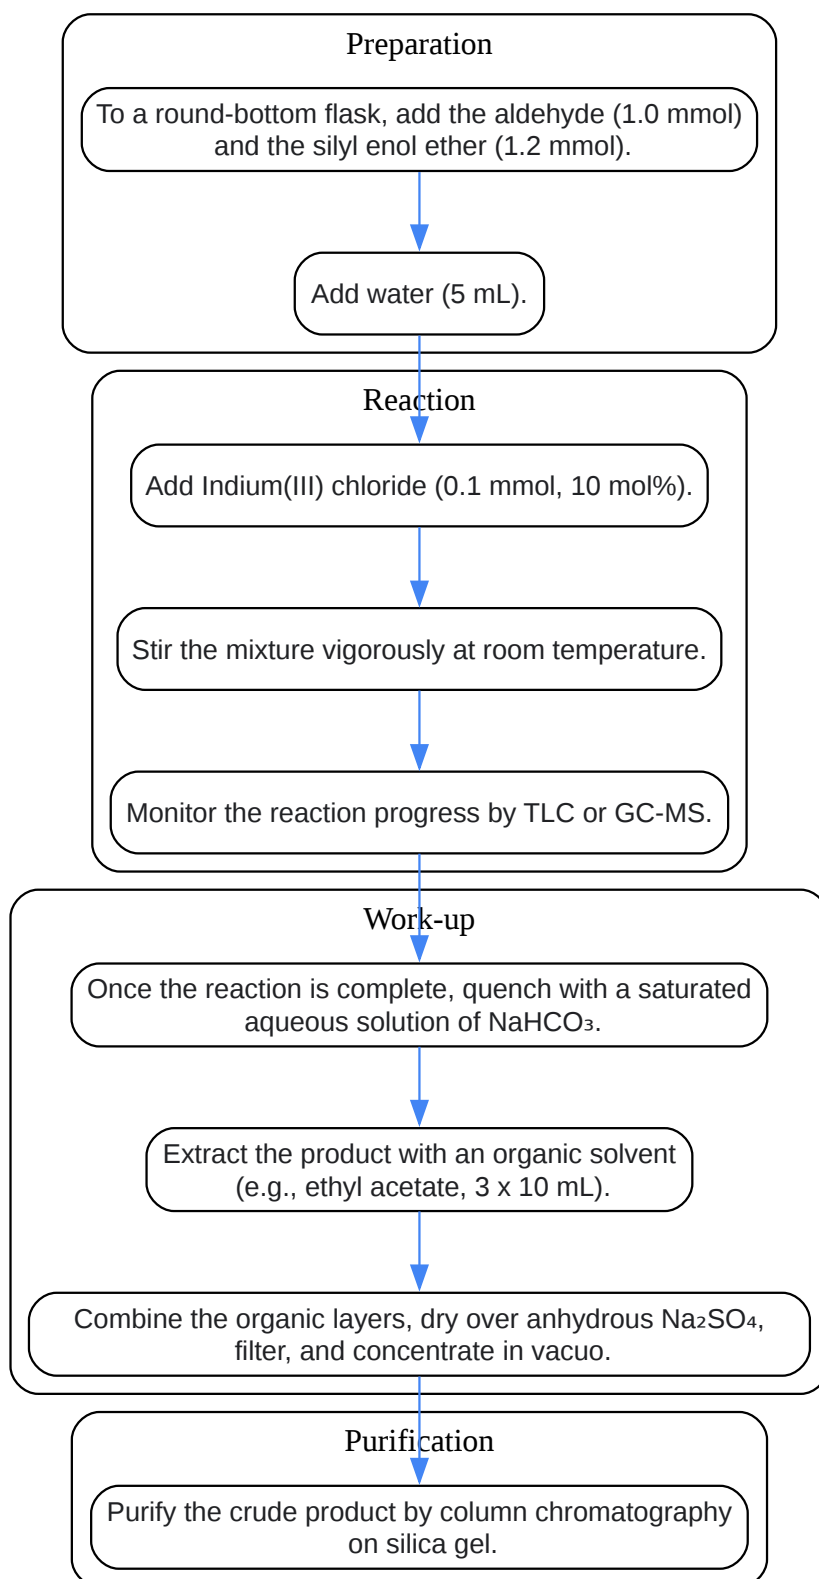 Preparation
To a round-bottom flask, add the aldehyde (1.0 mmol)
and the silyl enol ether (1.2 mmol).
Add water (5 mL).
Reaction
Add Indium(III) chloride (0.1 mmol, 10 mol%).
Stir the mixture vigorously at room temperature.
Monitor the reaction progress by TLC or GC-MS.
Work-up
Once the reaction is complete, quench with a saturated
aqueous solution of NaHCO₃.
Extract the product with an organic solvent
(e.g., ethyl acetate, 3 x 10 mL).
Combine the organic layers, dry over anhydrous Na₂SO₄,
filter, and concentrate in vacuo.
Purification
Purify the crude product by column chromatography
on silica gel.